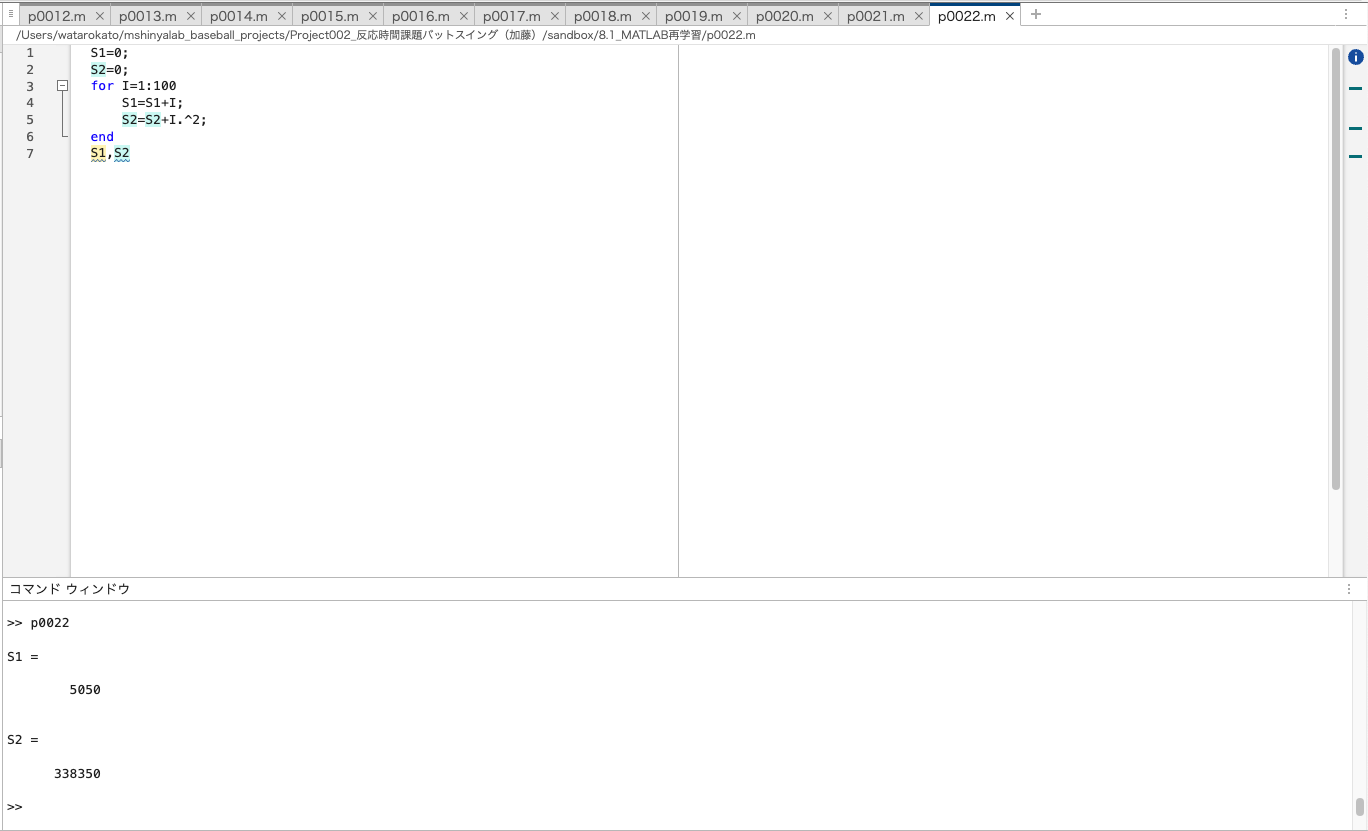 p0012.m × p0013.m × p0014.m × p0015.m × p0016.m × p0017.m × p0018.m × p0019.m × p0020.m × p0021.m × p0022.m × +
/Users/watarokato/mshinyalab_baseball_projects/Project002_反応時間課題バットスイング（加藤）/sandbox/8.1_MATLAB再学習/p0022.m
1 S1=0;
2 S2=0;
3 for I=1:100
4 S1=S1+I;
5 S2=S2+I.^2;
6 end
7 S1,S2
コマンド ウィンドウ
>> p0022
S1 =
5050
S2 =
338350
>>